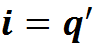 i = q′